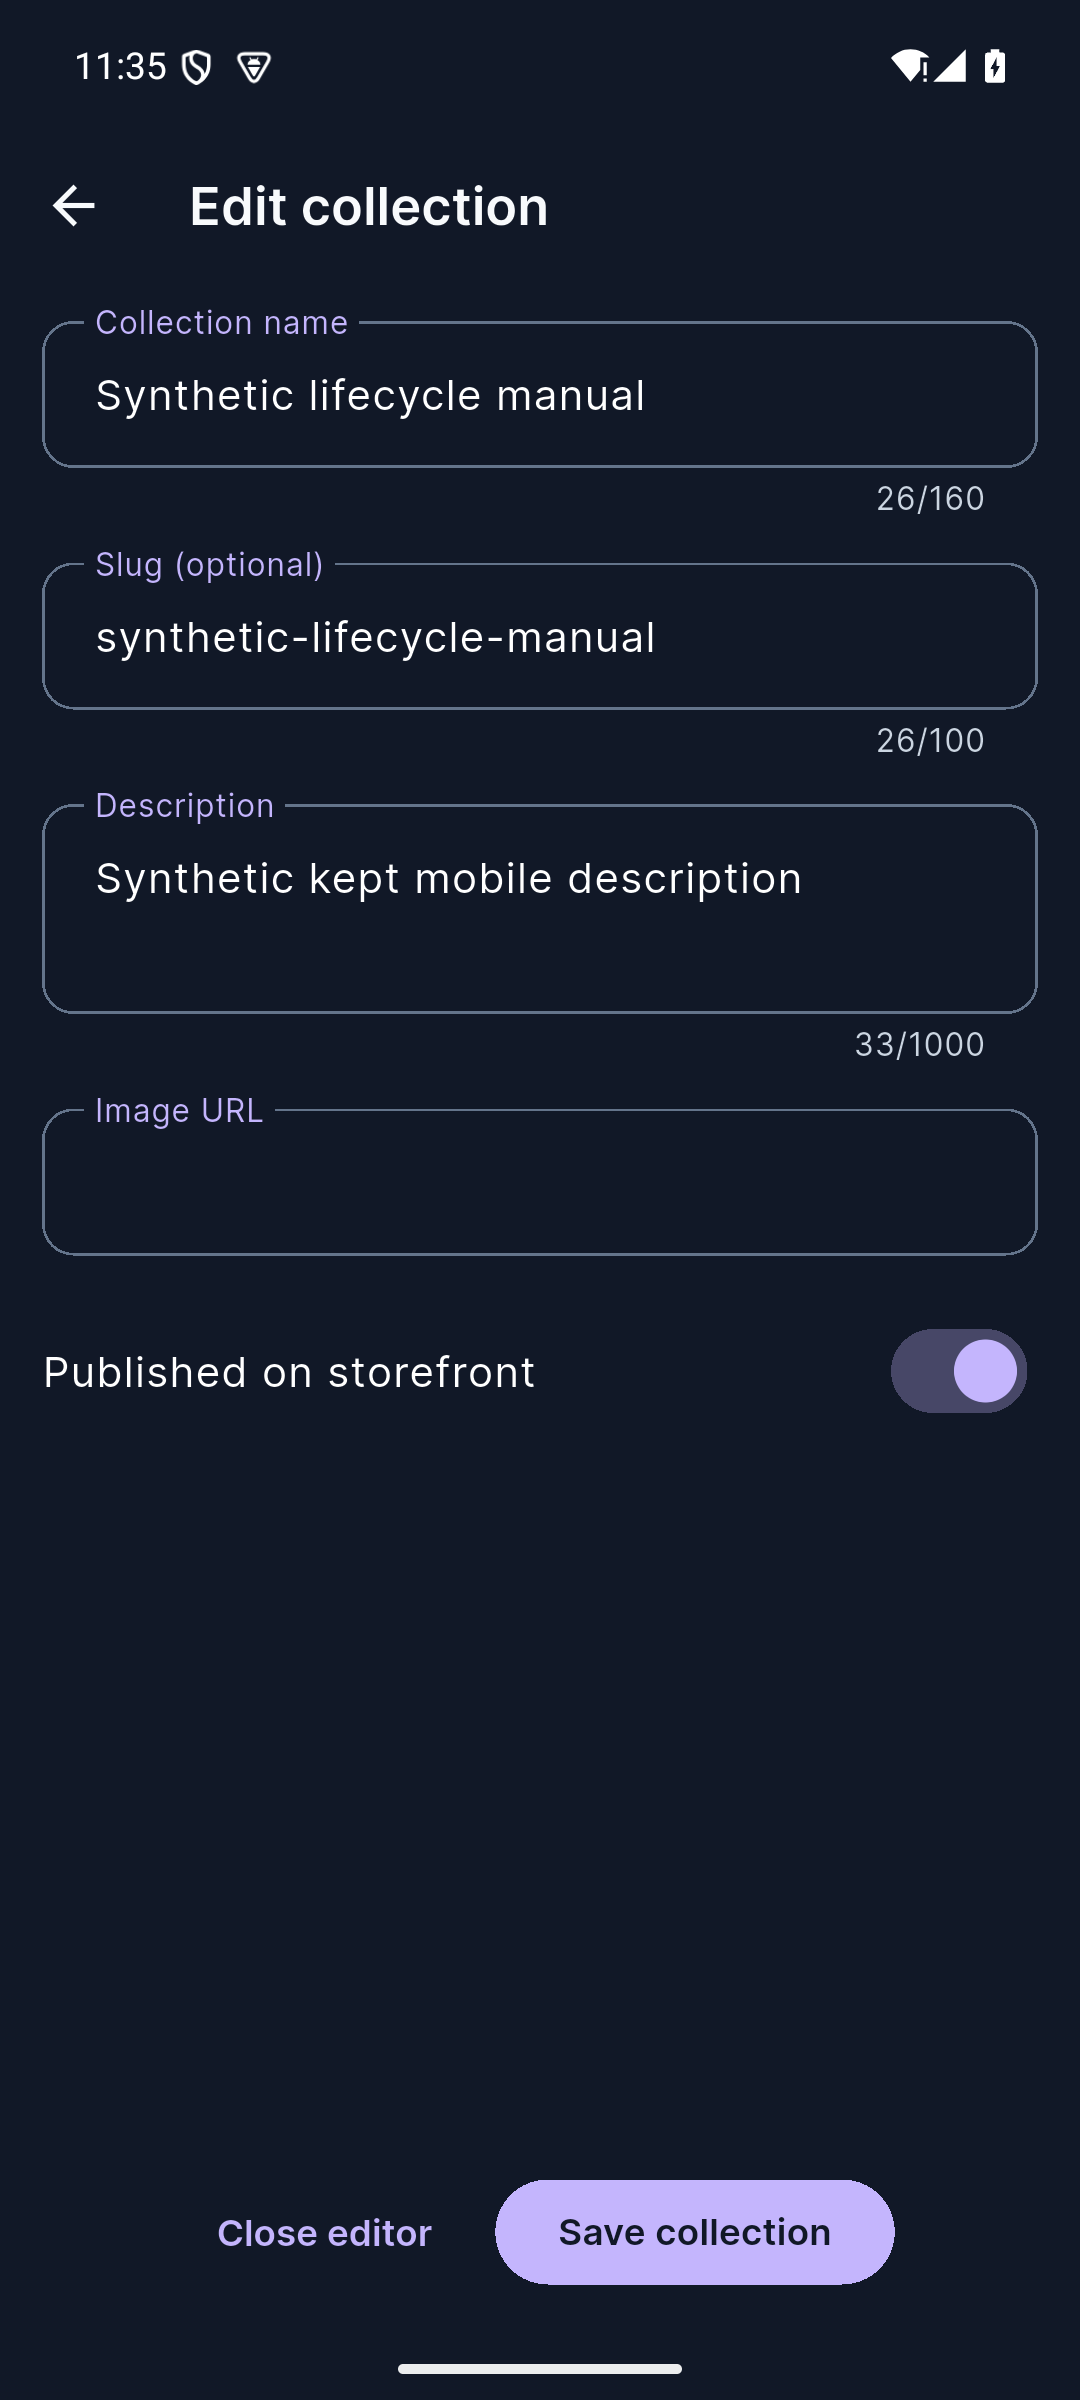 11:35
Edit collection
Collection name
Synthetic lifecycle manual
26/160
Slug (optional)
synthetic-lifecycle-manual
26/100
Description
Synthetic kept mobile description
33/1000
Image URL
Published on storefront
Close editor
Save collection